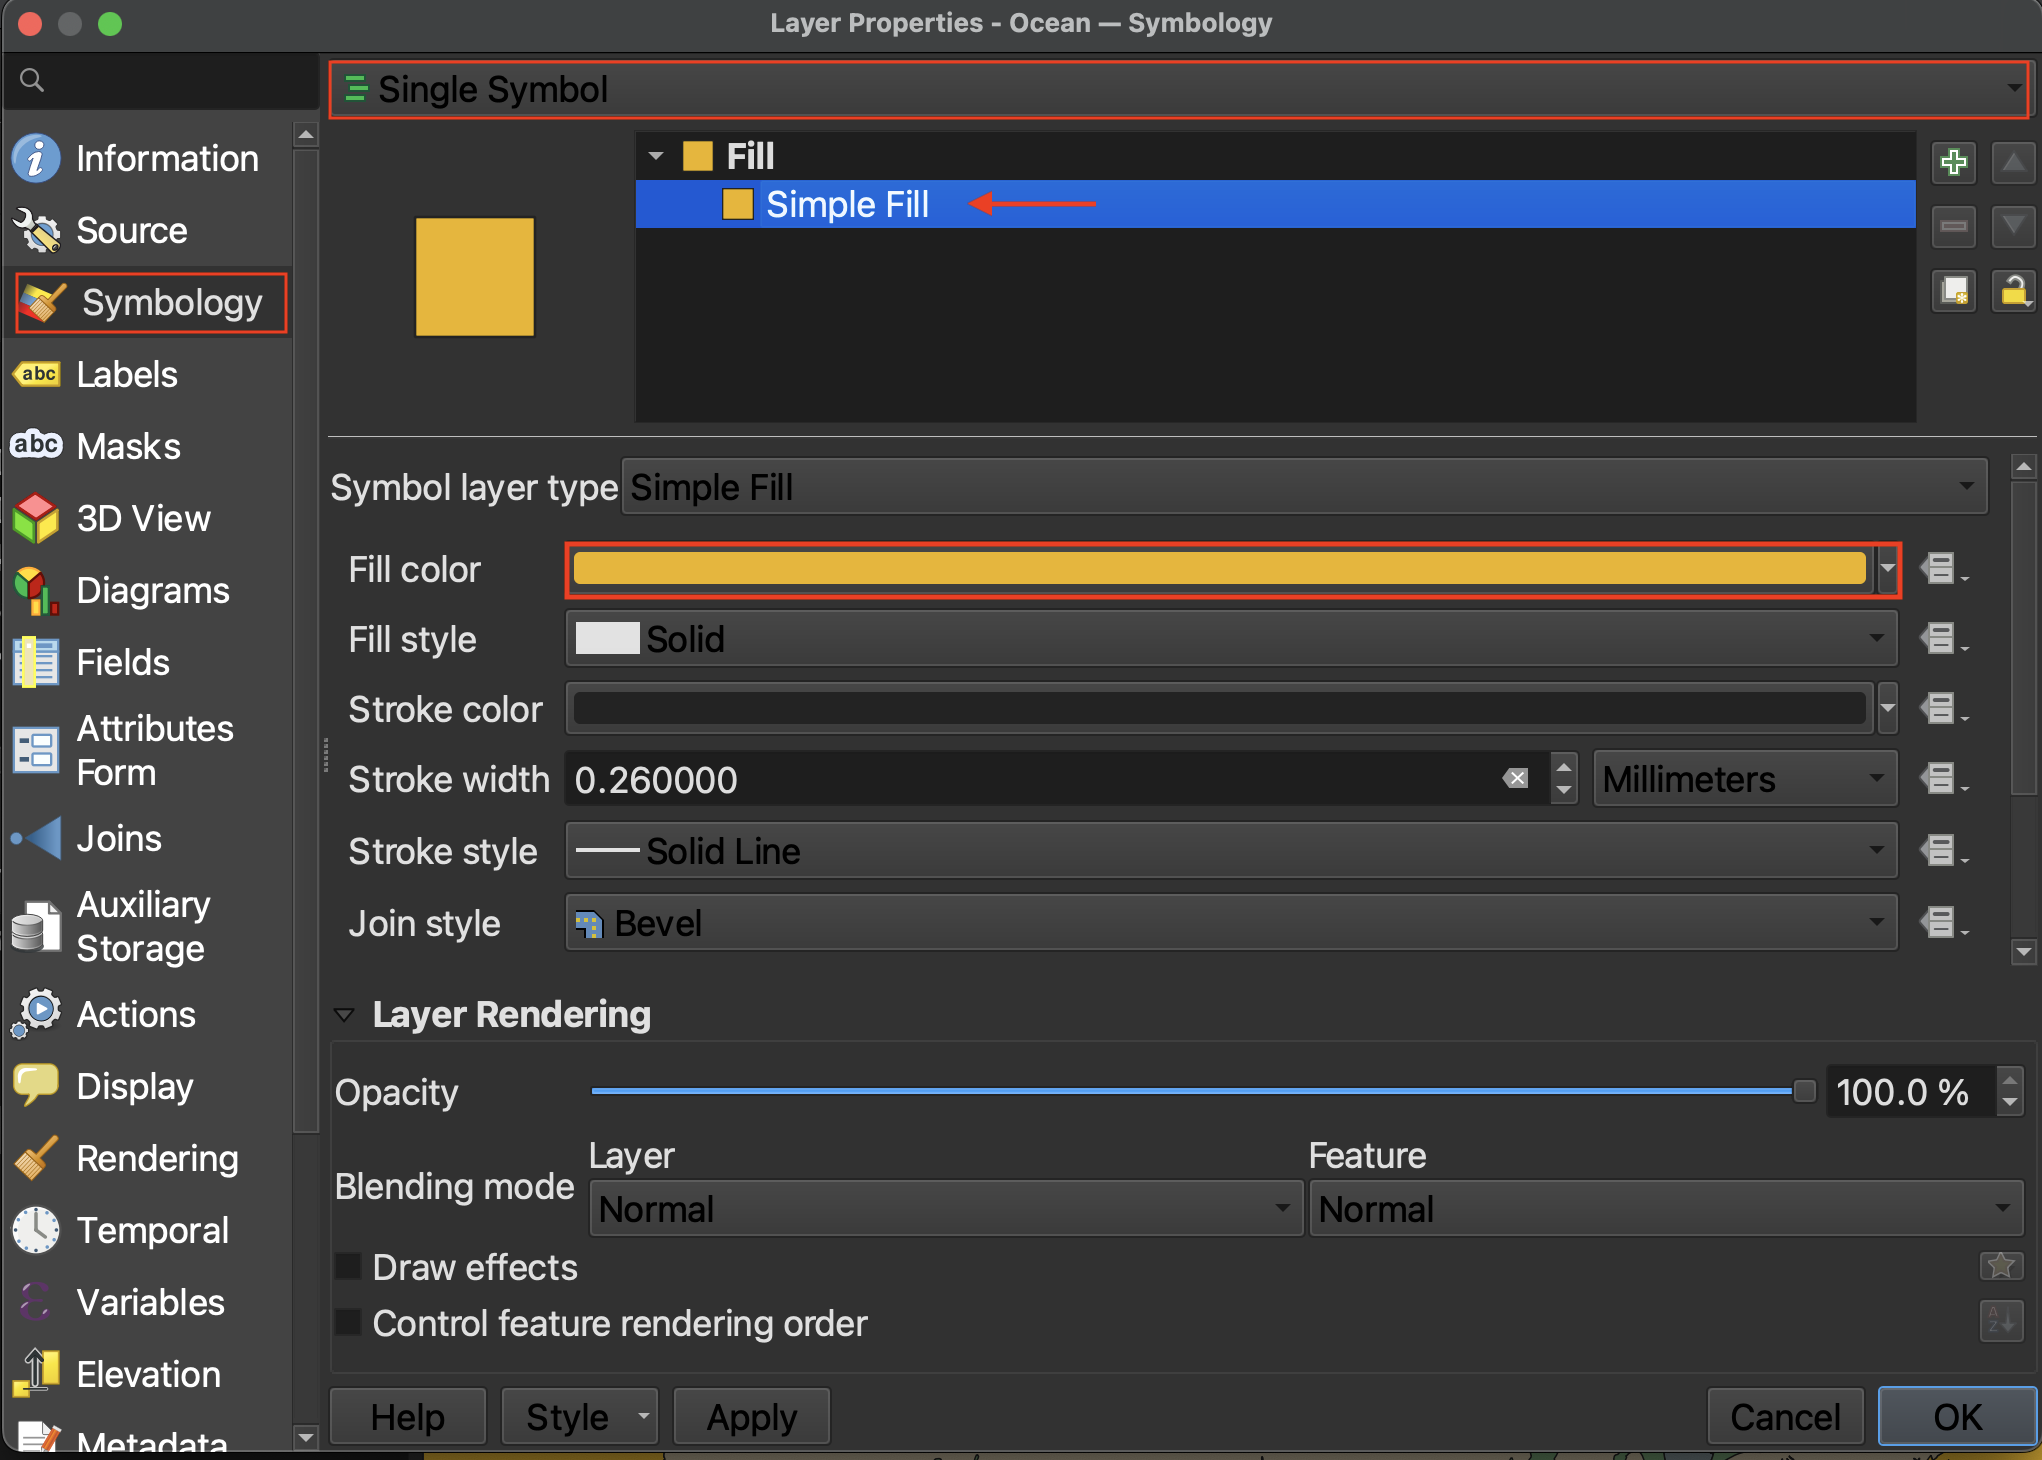 Layer Properties - Ocean — Symbology
Single Symbol
Information
Source
Symbology
abc Labels
abc Masks
3D View
Diagrams
Fields
Attributes
Form
Joins
Auxiliary
Storage
Actions
Display
Rendering
Temporal
Variables
Elevation
Metadata
Fill
Simple Fill
Symbol layer type Simple Fill
Fill color
Fill style Solid
Stroke color
Stroke width 0.260000 Millimeters
Stroke style Solid Line
Join style Bevel
Layer Rendering
Opacity 100.0 %
Layer Feature
Blending mode Normal Normal
Draw effects
Control feature rendering order
A
Z
Help Style Apply Cancel OK